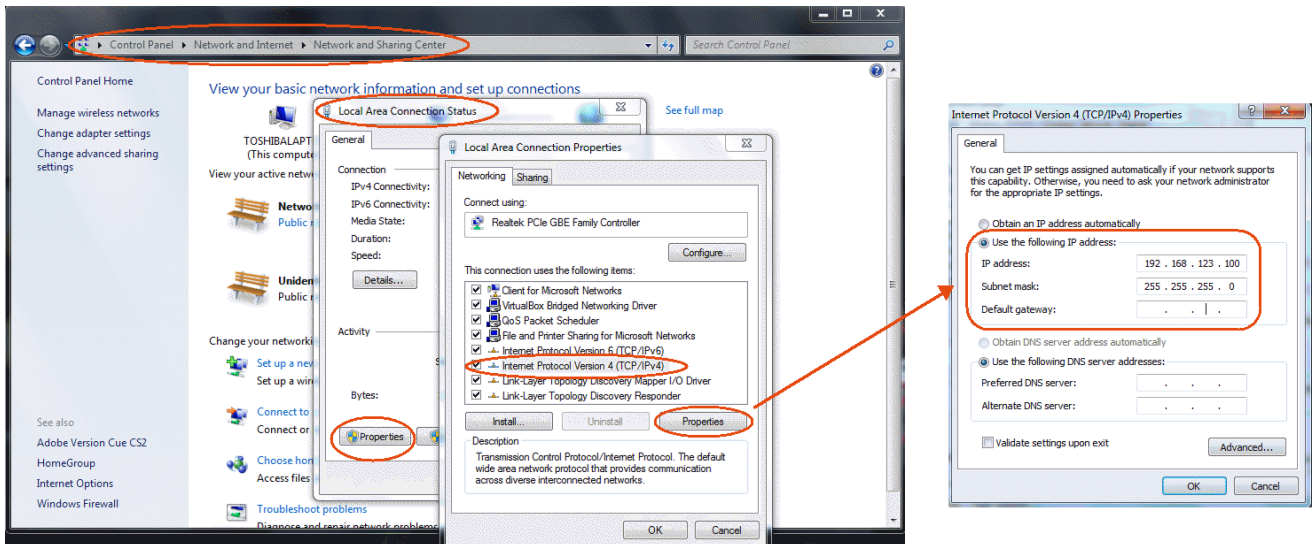 Control Panel ▸ Network and Internet ▸ Network and Sharing Center
Search Control Panel
Control Panel Home
Manage wireless networks
Change adapter settings
Change advanced sharing
settings
See also
Adobe Version Cue CS2
HomeGroup
Internet Options
Windows Firewall
View your basic network information and set up connections
TOSHIBALAPT
(This compute
See full map
View your active netw
Netwo
Public
Uniden
Public
Change your networki
Set up a new
Set up a wir
Connect to
Connect or
Choose hom
Access files
Troubleshoot problems
Diagnose and repair network problems
Local Area Connection Status
General
Connection
IPv4 Connectivity:
IPv6 Connectivity:
Media State:
Duration:
Speed:
Details...
Activity
S
Bytes:
Properties
Local Area Connection Properties
Networking
Sharing
Connect using:
Realtek PCIe GBE Family Controller
Configure...
This connection uses the following items:
Client for Microsoft Networks
VirtualBox Bridged Networking Driver
QoS Packet Scheduler
File and Printer Sharing for Microsoft Networks
Internet Protocol Version 6 (TCP/IPv6)
Internet Protocol Version 4 (TCP/IPv4)
Link-Layer Topology Discovery Mapper I/O Driver
Link-Layer Topology Discovery Responder
Install...
Uninstall
Properties
Description
Transmission Control Protocol/Internet Protocol. The default
wide area network protocol that provides communication
across diverse interconnected networks.
OK
Cancel
Internet Protocol Version 4 (TCP/IPv4) Properties
General
You can get IP settings assigned automatically if your network supports
this capability. Otherwise, you need to ask your network administrator
for the appropriate IP settings.
Obtain an IP address automatically
Use the following IP address:
IP address: 192 . 168 . 123 . 100
Subnet mask: 255 . 255 . 255 . 0
Default gateway: . . .
Obtain DNS server address automatically
Use the following DNS server addresses:
Preferred DNS server: . . .
Alternate DNS server: . . .
Validate settings upon exit
Advanced...
OK
Cancel